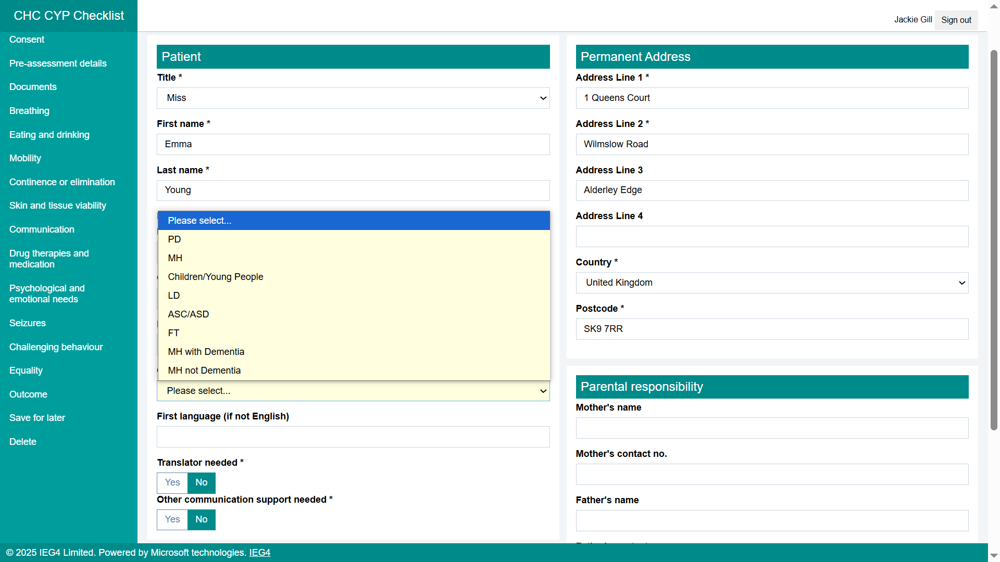 CHC CYP Checklist
Jackie Gill
Sign out
Consent
Pre-assessment details
Documents
Breathing
Eating and drinking
Mobility
Continence or elimination
Skin and tissue viability
Communication
Drug therapies and
medication
Psychological and
emotional needs
Seizures
Challenging behaviour
Equality
Outcome
Save for later
Delete
Patient
Title *
Miss
First name *
Emma
Last name *
Young
Please select...
PD
MH
Children/Young People
LD
ASC/ASD
FT
MH with Dementia
MH not Dementia
Please select...
First language (if not English)
Translator needed *
Yes No
Other communication support needed *
Yes No
Permanent Address
Address Line 1 *
1 Queens Court
Address Line 2 *
Wilmslow Road
Address Line 3
Alderley Edge
Address Line 4
Country *
United Kingdom
Postcode *
SK9 7RR
Parental responsibility
Mother's name
Mother's contact no.
Father's name
© 2025 IEG4 Limited. Powered by Microsoft technologies. IEG4